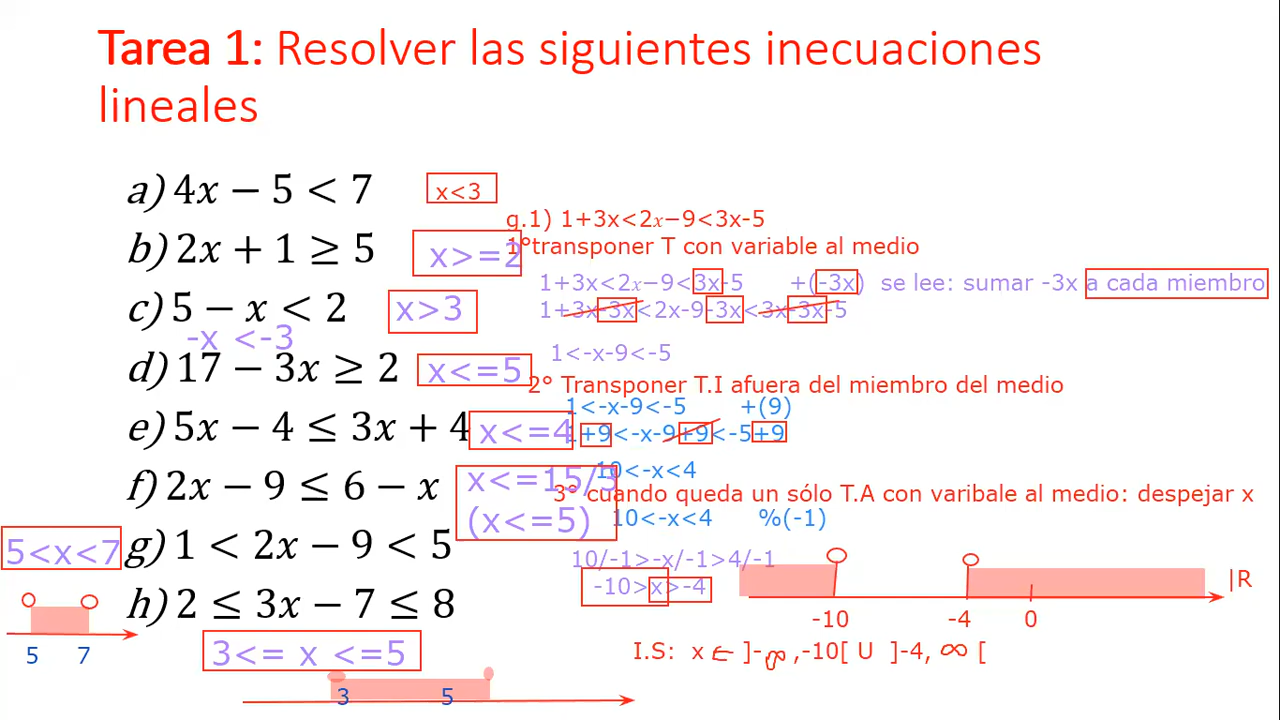 Tarea 1: Resolver las siguientes inecuaciones
lineales
a) 4x − 5 < 7
x<3
b) 2x + 1 ≥ 5
x>=2
c) 5 − x < 2
x>3
-x <-3
d) 17 − 3x ≥ 2
x<=5
e) 5x − 4 ≤ 3x + 4
x<=4
f) 2x − 9 ≤ 6 − x
x<=15/3
(x<=5)
g) 1 < 2x − 9 < 5
5<x<7
h) 2 ≤ 3x − 7 ≤ 8
5 7
3<= x <=5
3 5
g.1) 1+3x<2x−9<3x-5
1°transponer T con variable al medio
1+3x<2x−9<3x-5 +(-3x) se lee: sumar -3x a cada miembro
1+3x-3x<2x-9-3x<3x-3x-5
1<-x-9<-5
2° Transponer T.I afuera del miembro del medio
1<-x-9<-5 +(9)
1+9<-x-9+9<-5+9
10<-x<4
3° cuando queda un sólo T.A con varibale al medio: despejar x
10<-x<4 %(-1)
10/-1>-x/-1>4/-1
-10>x>-4
|R
-10 -4 0
I.S: x ∈ ]-∞ ,-10[ U ]-4, ∞ [